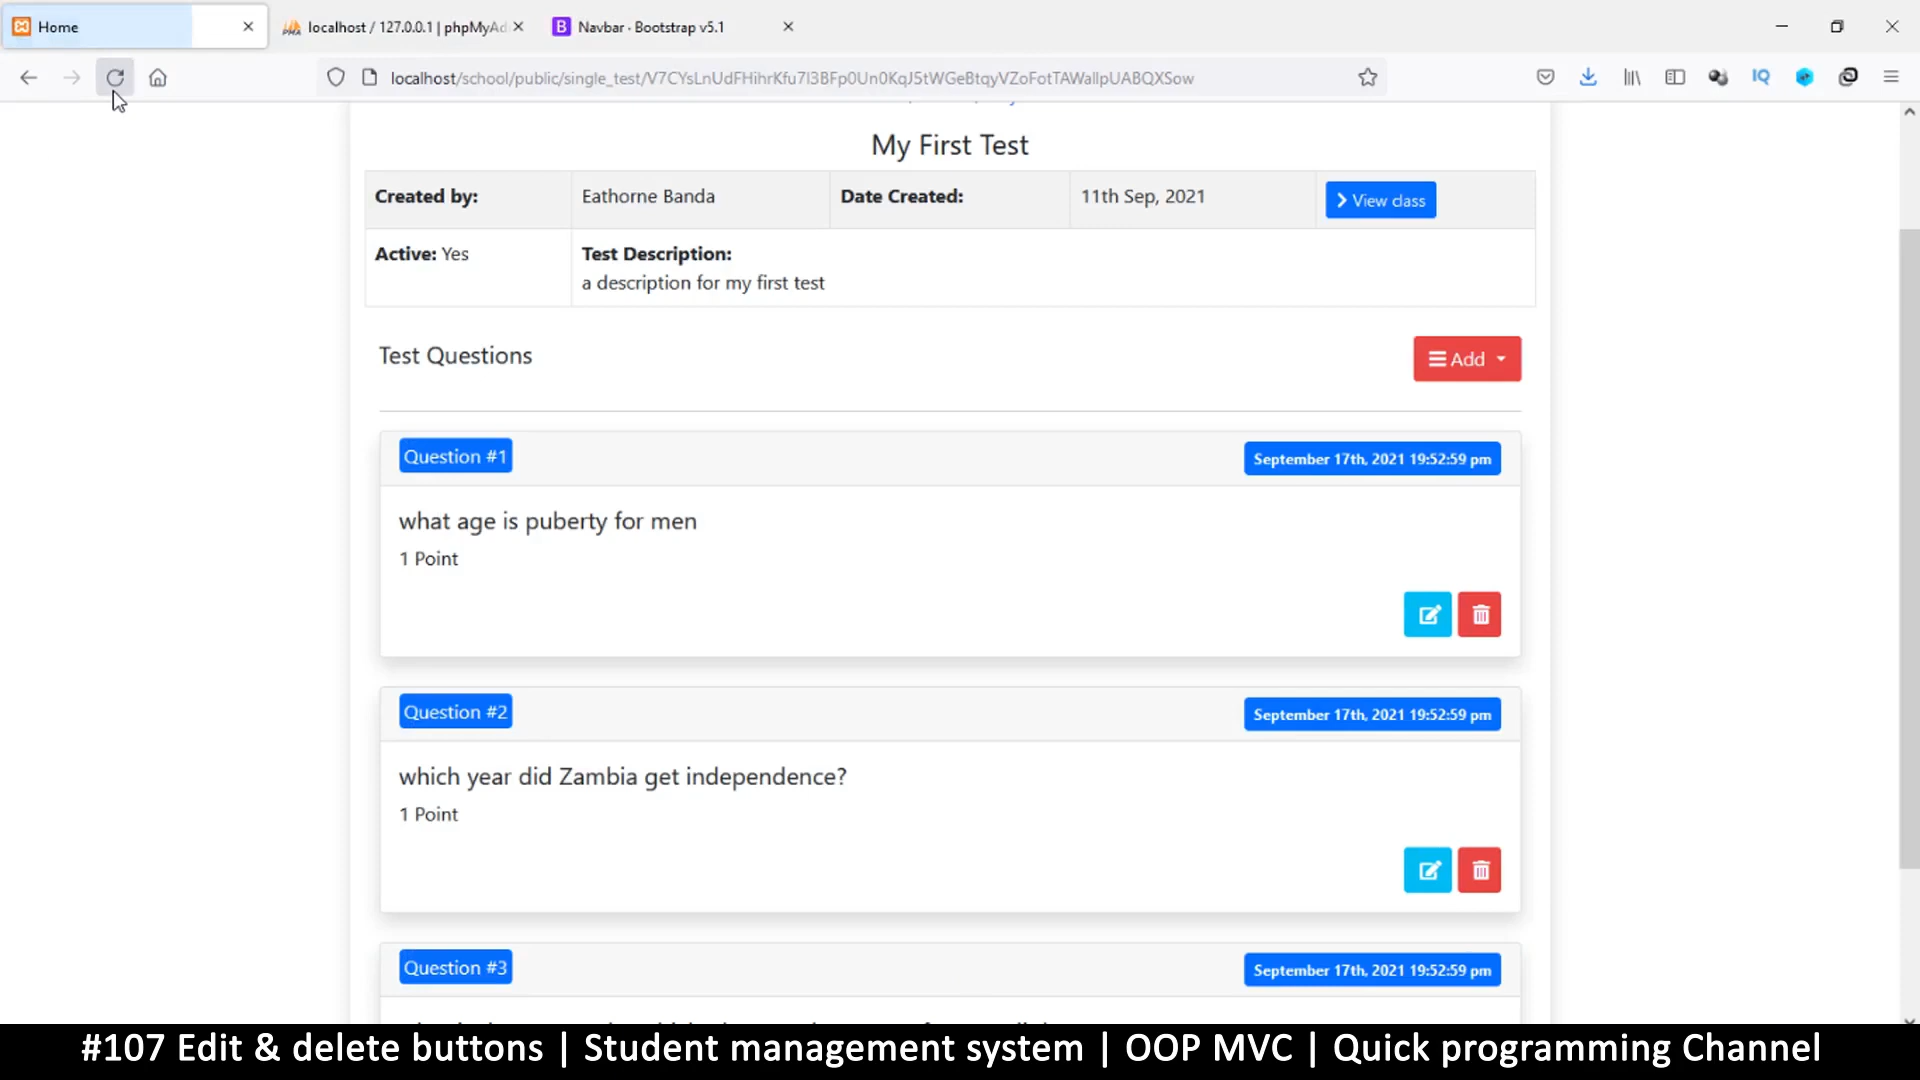 Home
localhost / 127.0.0.1 | phpMyAd
Navbar · Bootstrap v5.1
localhost/school/public/single_test/V7CYsLnUdFHihrKfu7l3BFp0Un0KqJ5tWGeBtqyVZoFotTAWallpUABQXSow
IQ
My First Test
Created by: Eathorne Banda Date Created: 11th Sep, 2021 View class
Active: Yes Test Description:
a description for my first test
Test Questions Add
Question #1 September 17th, 2021 19:52:59 pm
what age is puberty for men
1 Point
Question #2 September 17th, 2021 19:52:59 pm
which year did Zambia get independence?
1 Point
Question #3 September 17th, 2021 19:52:59 pm
#107 Edit & delete buttons | Student management system | OOP MVC | Quick programming Channel